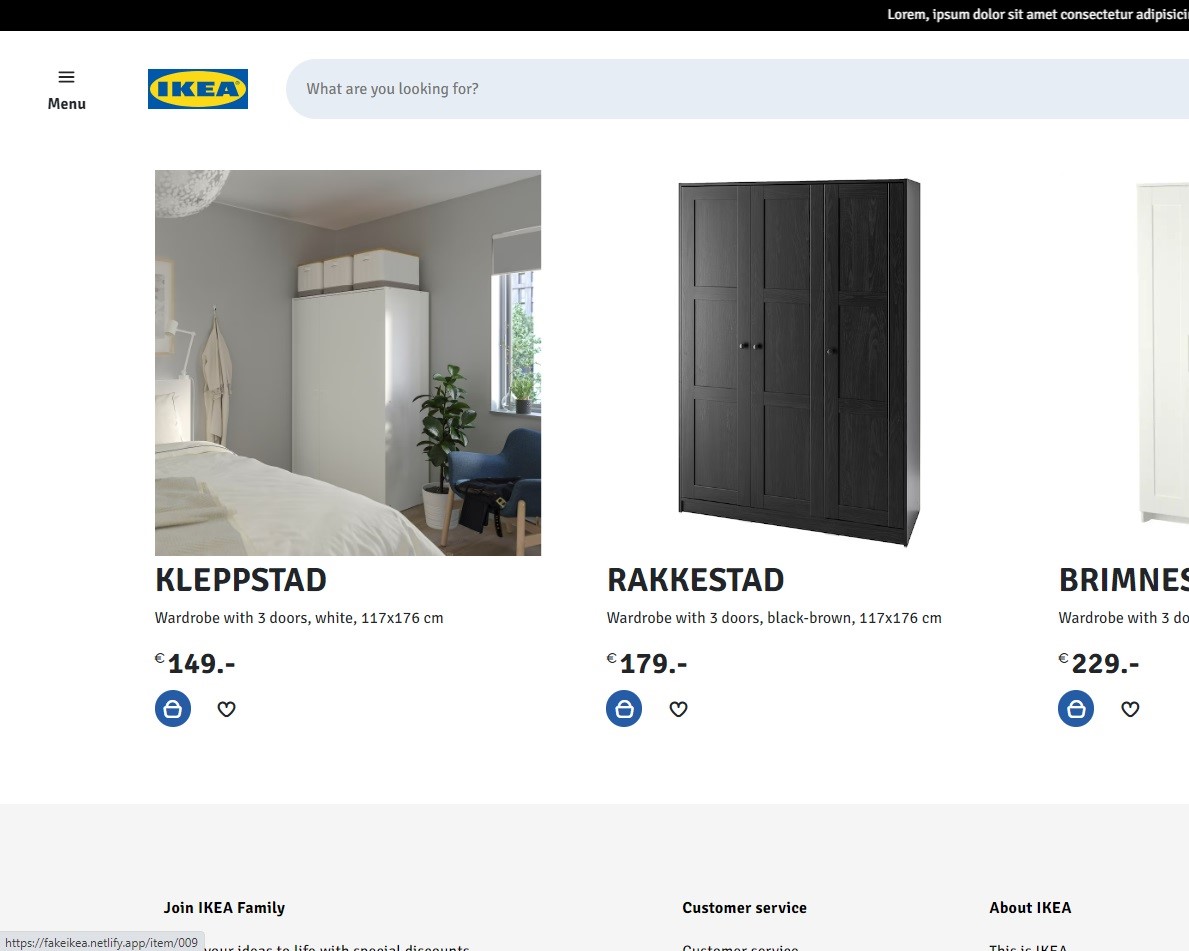 Lorem, ipsum dolor sit amet consectetur
Menu
IKEA
What are you looking for?
KLEPPSTAD
Wardrobe with 3 doors, white, 117x176 cm
€149.-
RAKKESTAD
Wardrobe with 3 doors, black-brown, 117x176 cm
€179.-
BRIMNES
Wardrobe with 3
€229.-
Join IKEA Family
your ideas to life with special discounts
Customer service
Customer service
About IKEA
This is IKEA
https://fakeikea.netlify.app/item/009